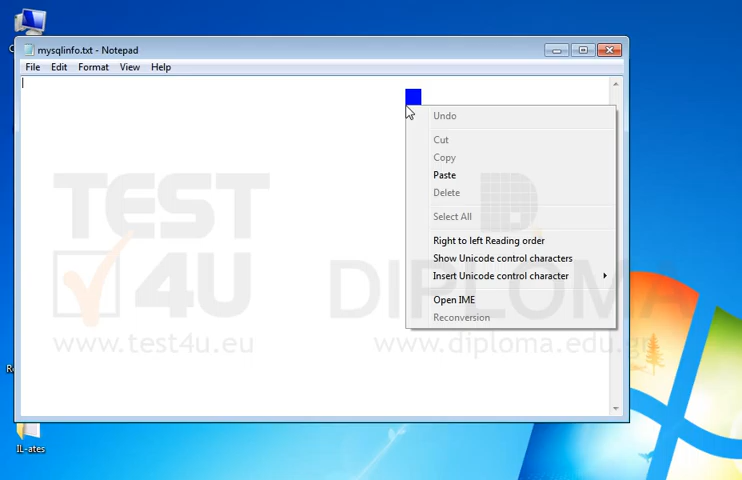 mysqlinfo.txt - Notepad
File Edit Format View Help
Undo
Cut
Copy
Paste
Delete
Select All
Right to left Reading order
Show Unicode control characters
Insert Unicode control character
Open IME
Reconversion
TEST
4U
DIPLOMA
www.test4u.eu
www.diploma.edu.gr
IL-ates